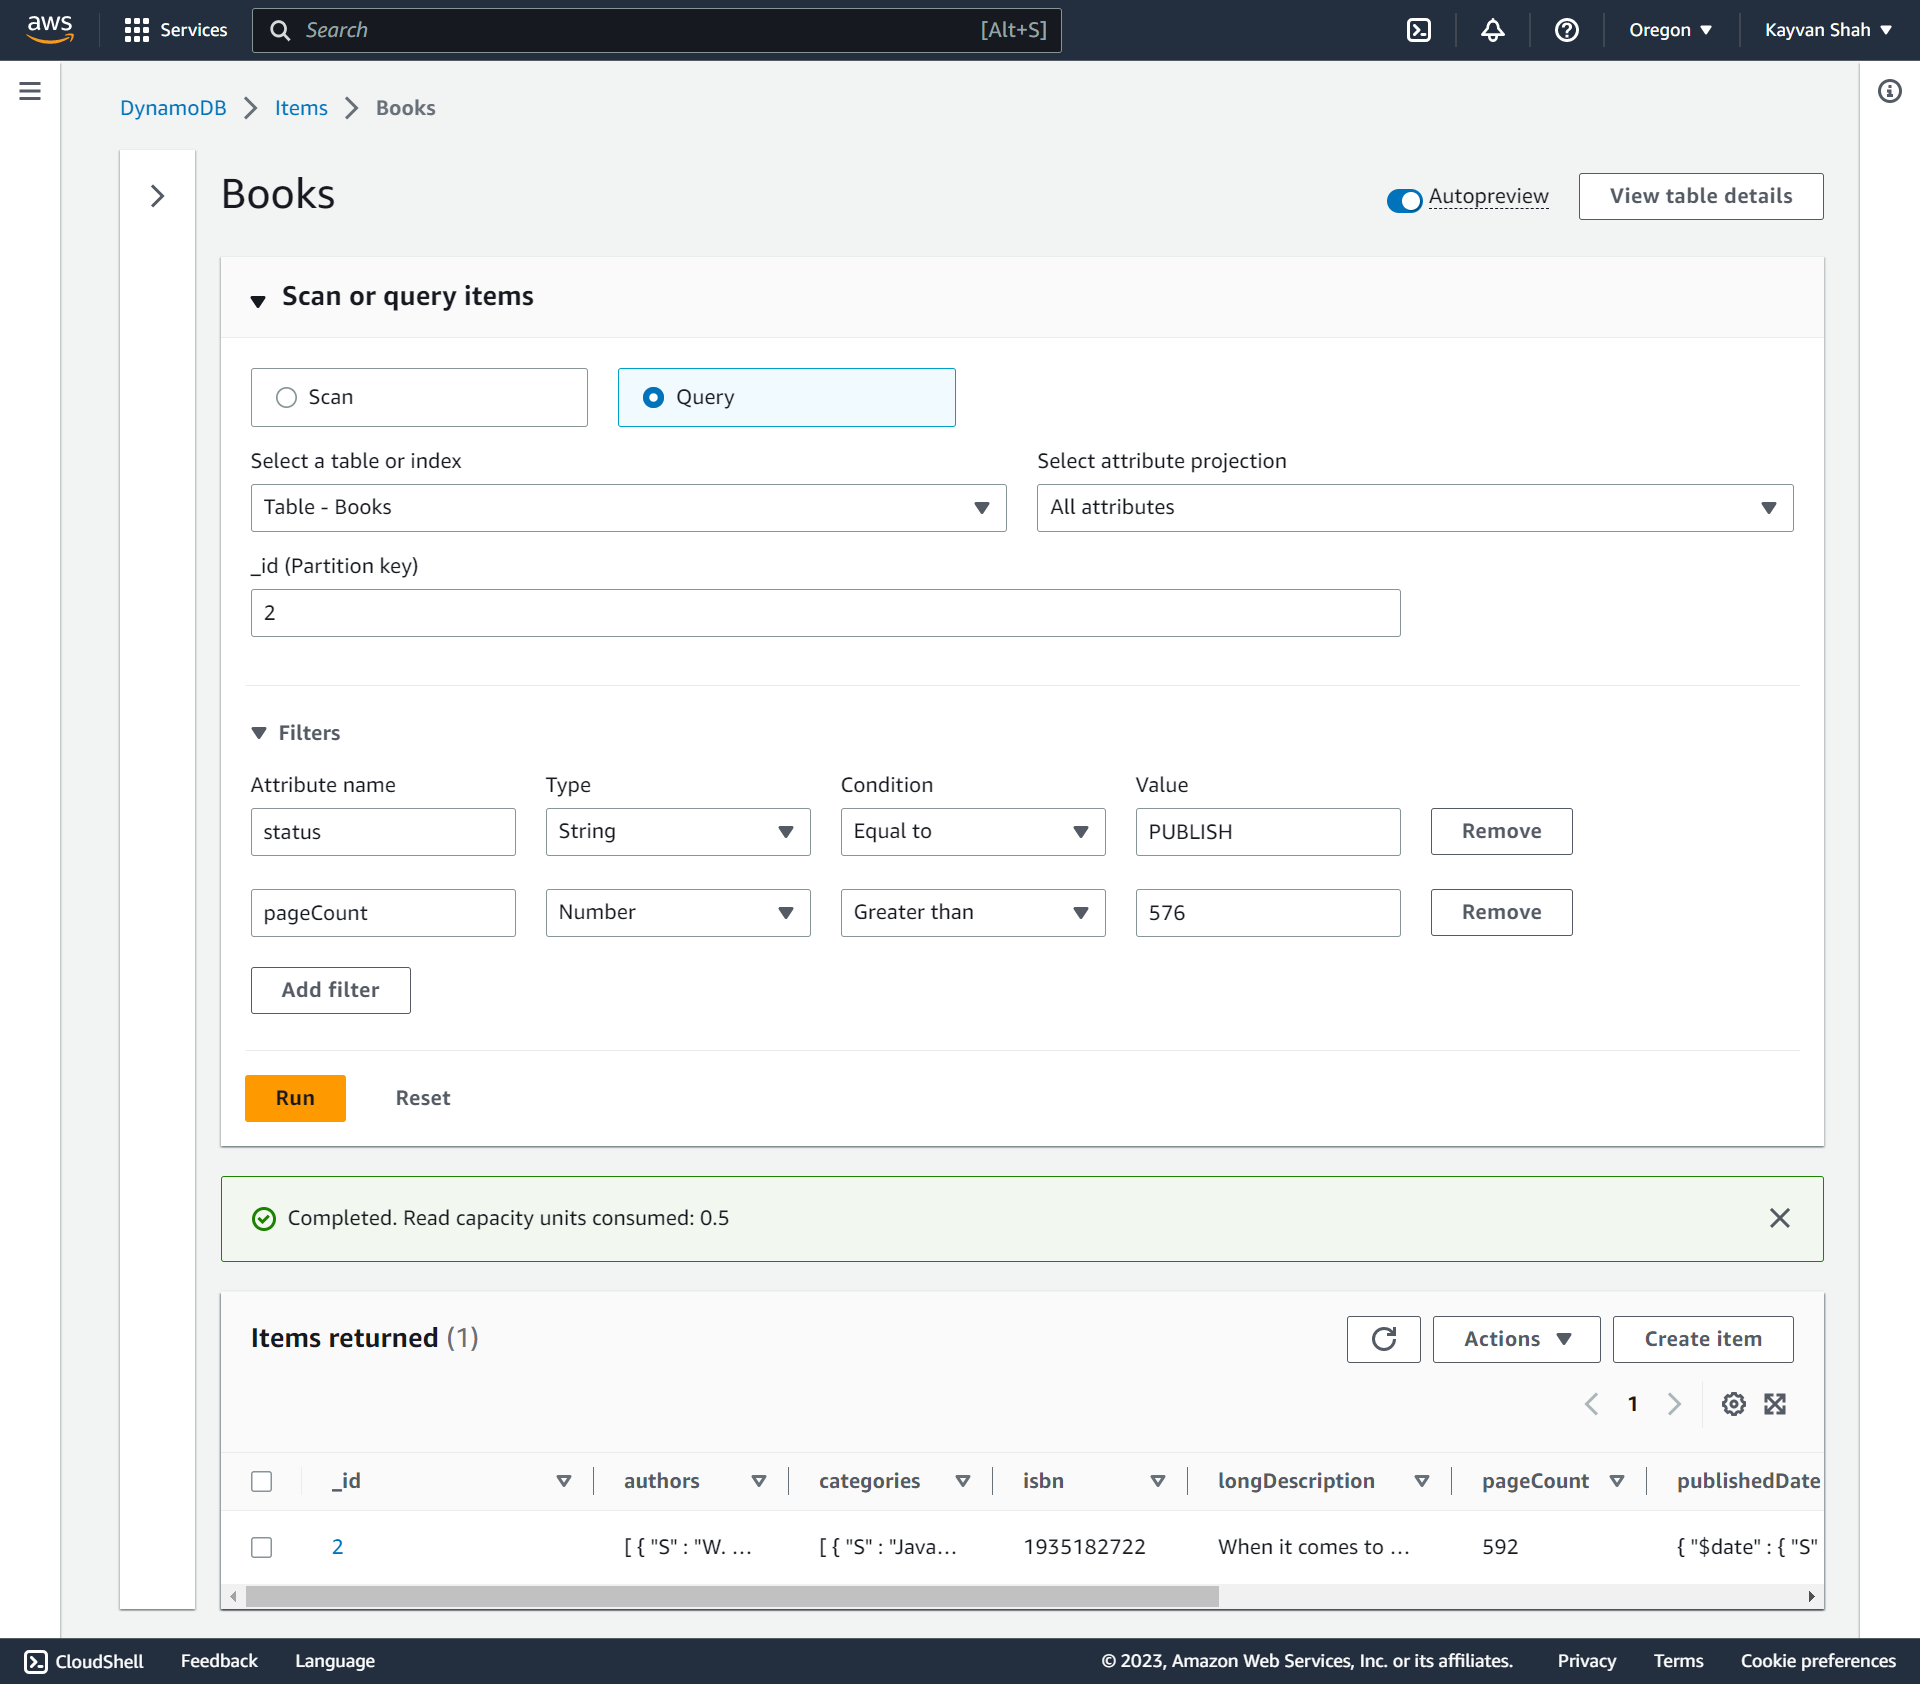 aws Services Search [Alt+S] Oregon Kayvan Shah
DynamoDB Items Books
Books Autopreview View table details
Scan or query items
Scan Query
Select a table or index Select attribute projection
Table - Books All attributes
_id (Partition key)
2
Filters
Attribute name Type Condition Value
status String Equal to PUBLISH Remove
pageCount Number Greater than 576 Remove
Add filter
Run Reset
Completed. Read capacity units consumed: 0.5
Items returned (1) Actions Create item
1
_id authors categories isbn longDescription pageCount publishedDate
2 [ { "S" : "W. ... [ { "S" : "Java... 1935182722 When it comes to ... 592 { "$date" : { "S"
CloudShell Feedback Language © 2023, Amazon Web Services, Inc. or its affiliates. Privacy Terms Cookie preferences